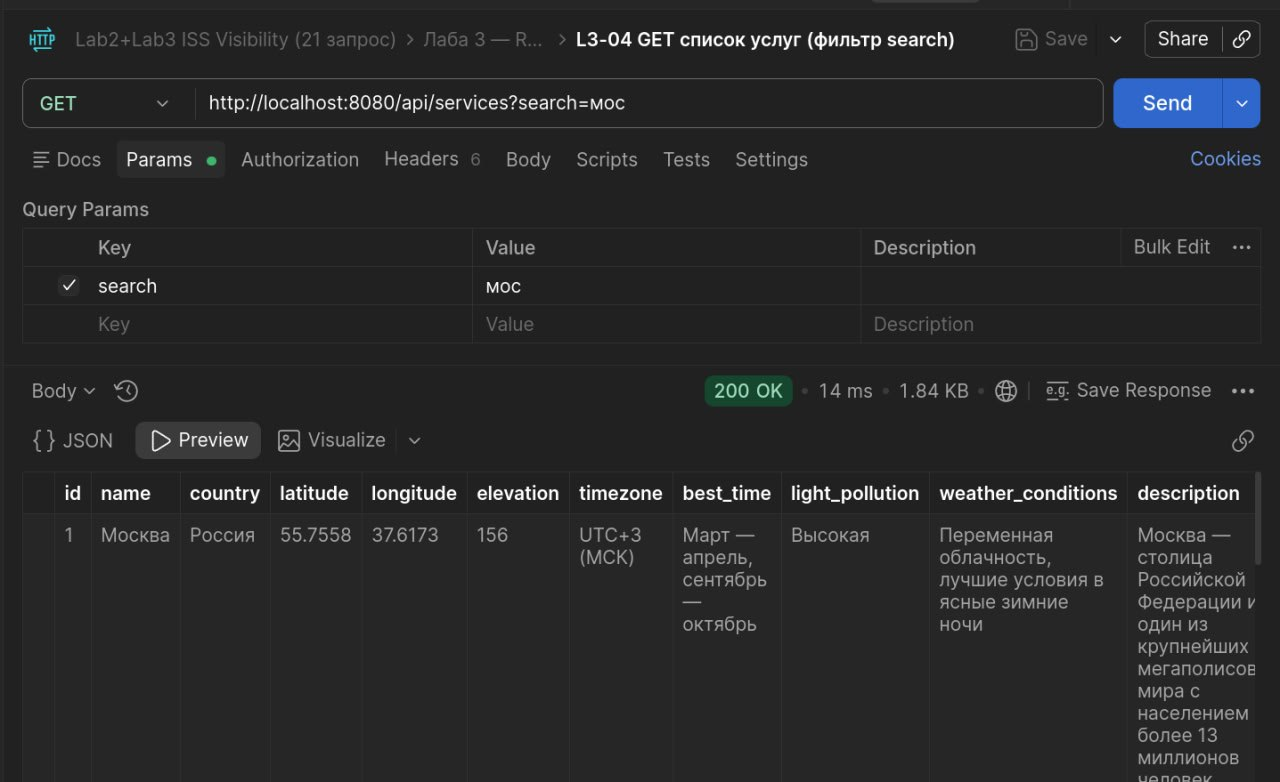 HTTP Lab2+Lab3 ISS Visibility (21 запрос) > Лаба 3 — R... > L3-04 GET список услуг (фильтр search) Save Share
GET http://localhost:8080/api/services?search=мос Send
Docs Params Authorization Headers 6 Body Scripts Tests Settings Cookies
Query Params
Key Value Description Bulk Edit ...
search мос
Key Value Description
Body 200 OK • 14 ms • 1.84 KB • e.g. Save Response ...
{ } JSON Preview Visualize
id name country latitude longitude elevation timezone best_time light_pollution weather_conditions description
1 Москва Россия 55.7558 37.6173 156 UTC+3 Март — Высокая Переменная Москва —
(МСК) апрель, облачность, столица
сентябрь лучшие условия в Российской
— ясные зимние Федерации и
октябрь ночи один из
крупнейших
мегаполисов
мира с
населением
более 13
миллионов
человек